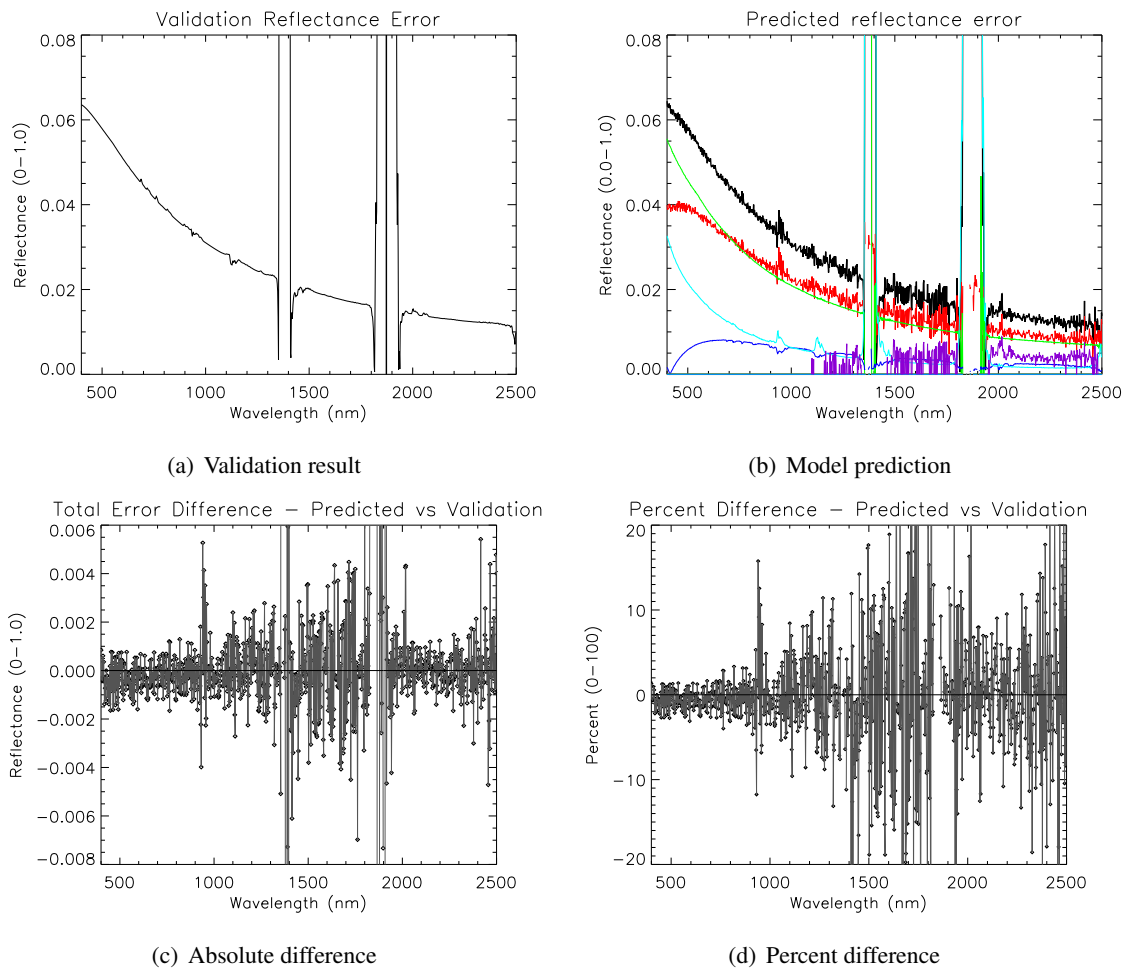 Validation Reflectance Error
0.08
0.06
0.04
0.02
0.00
Reflectance (0−1.0)
500 1000 1500 2000 2500
Wavelength (nm)
(a) Validation result
Predicted reflectance error
0.08
0.06
0.04
0.02
0.00
Reflectance (0.0−1.0)
500 1000 1500 2000 2500
Wavelength (nm)
(b) Model prediction
Total Error Difference − Predicted vs Validation
0.006
0.004
0.002
0.000
−0.002
−0.004
−0.006
−0.008
Reflectance (0−1.0)
500 1000 1500 2000 2500
Wavelength (nm)
(c) Absolute difference
Percent Difference − Predicted vs Validation
20
10
0
−10
−20
Percent (0−100)
500 1000 1500 2000 2500
Wavelength (nm)
(d) Percent difference